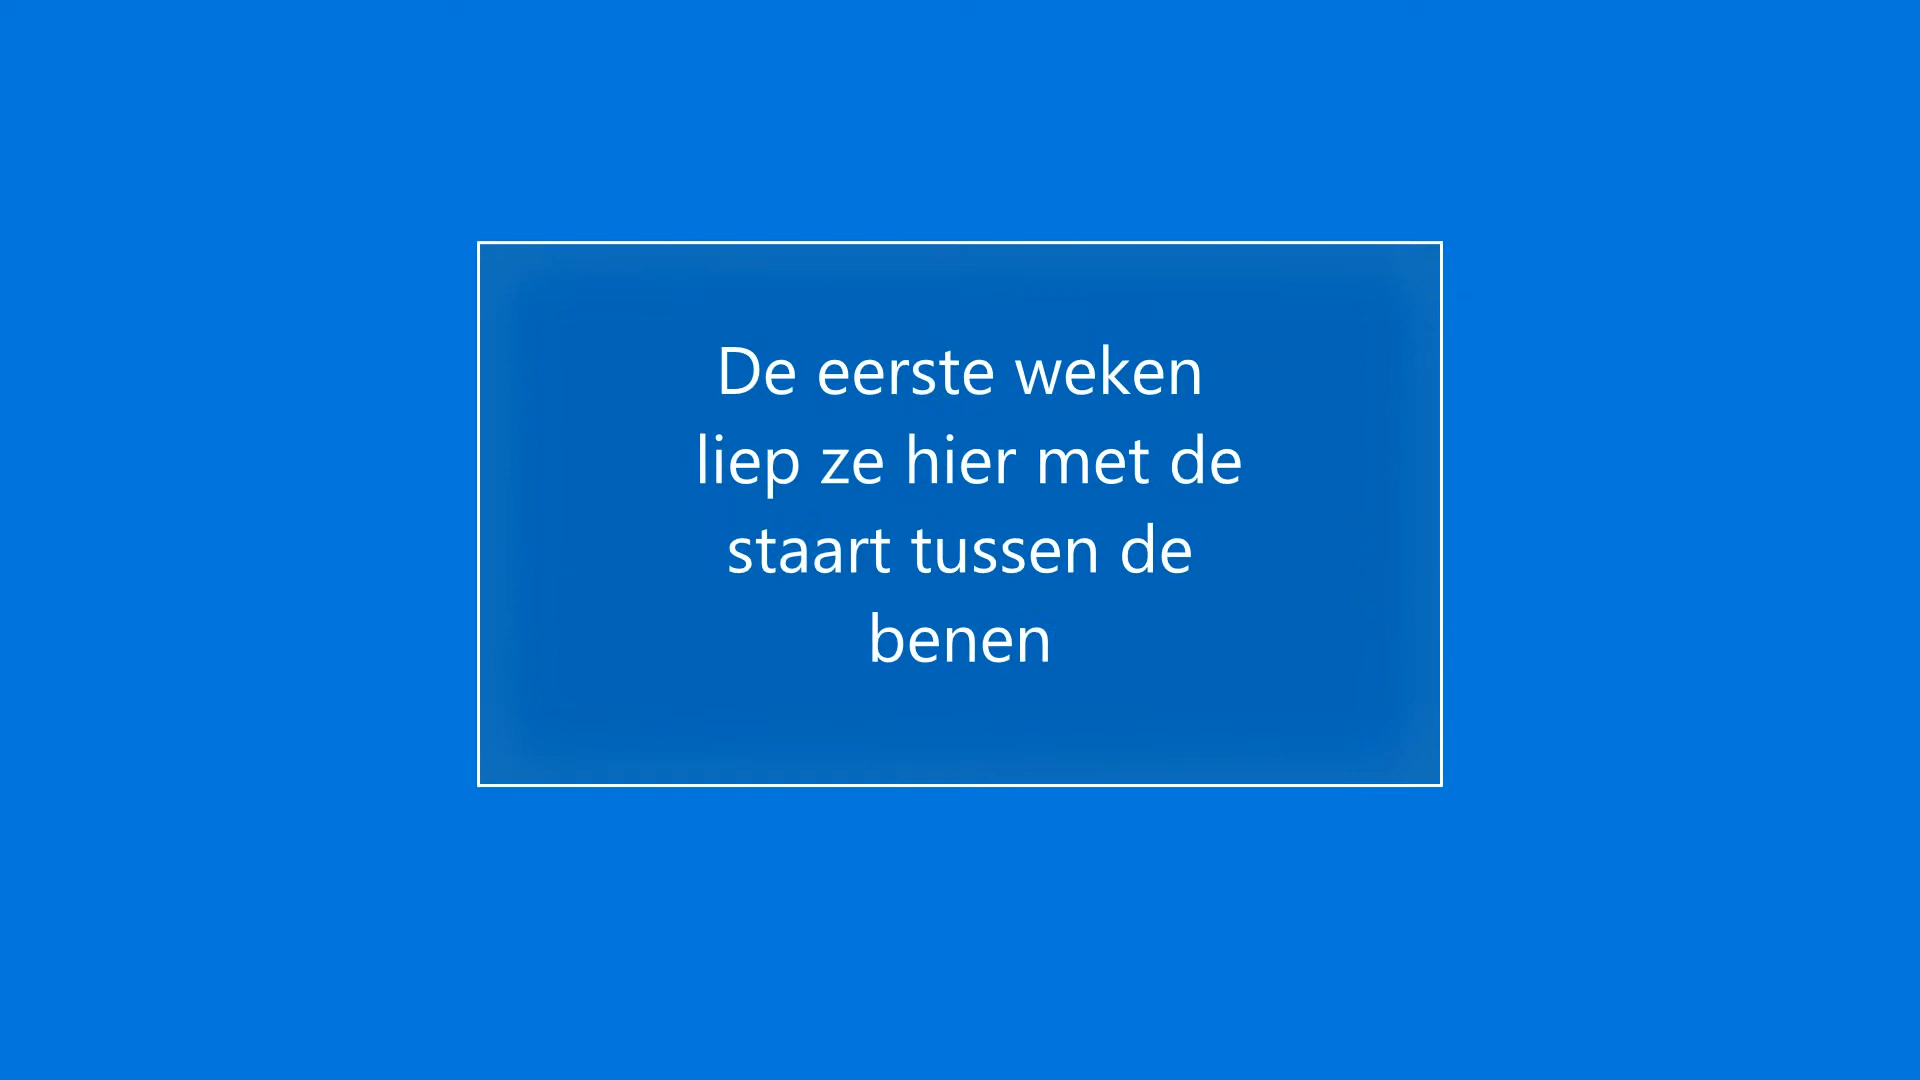 De eerste weken
liep ze hier met de
staart tussen de
benen